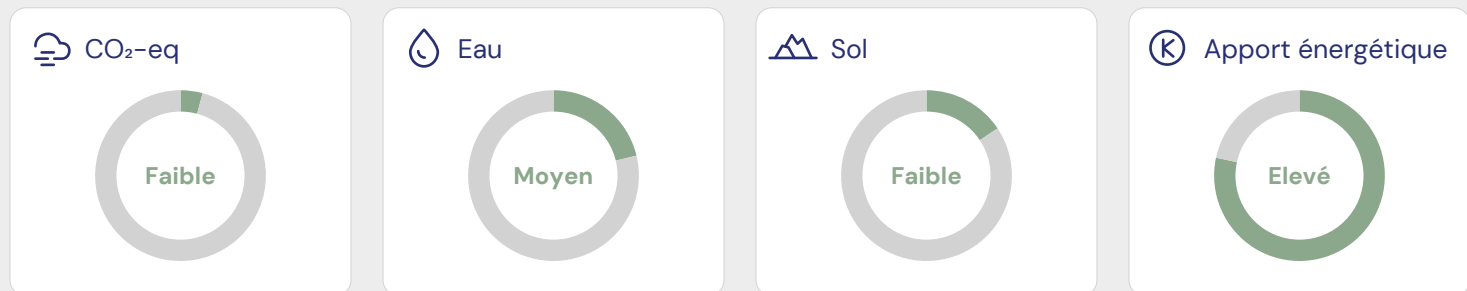 CO₂-eq
Faible
Eau
Moyen
Sol
Faible
Apport énergétique
Elevé